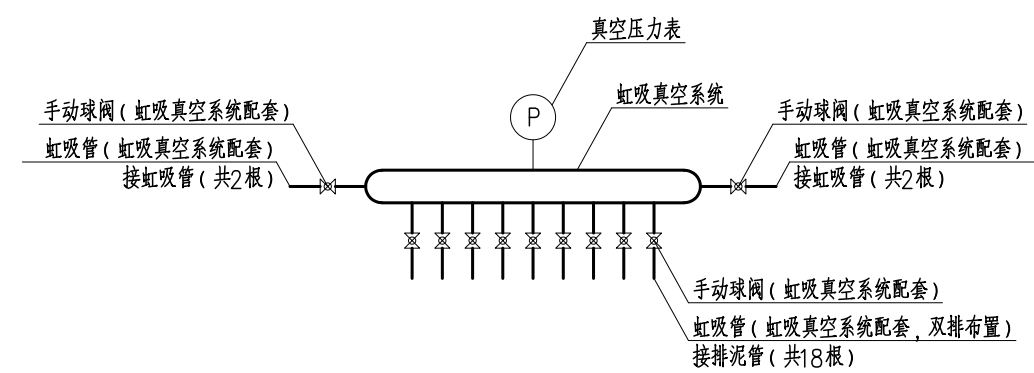 真空压力表
虹吸真空系统
P
手动球阀(虹吸真空系统配套)
虹吸管(虹吸真空系统配套)
接虹吸管(共2根)
手动球阀(虹吸真空系统配套)
虹吸管(虹吸真空系统配套)
接虹吸管(共2根)
手动球阀(虹吸真空系统配套)
虹吸管(虹吸真空系统配套,双排布置)
接排泥管(共18根)